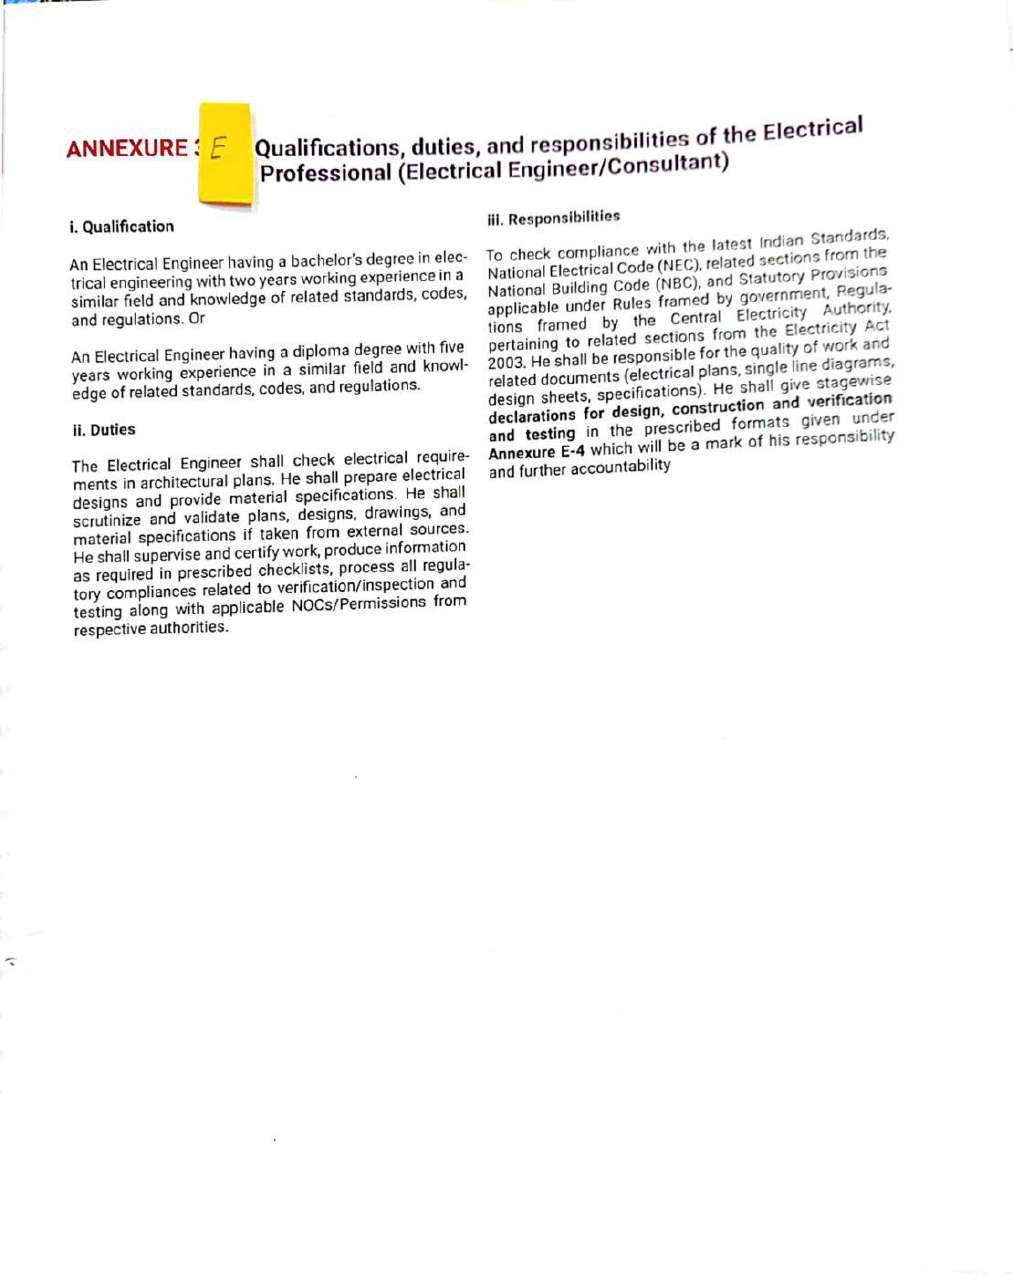 ANNEXURE 3 E Qualifications, duties, and responsibilities of the Electrical
Professional (Electrical Engineer/Consultant)
i. Qualification
An Electrical Engineer having a bachelor's degree in elec-
trical engineering with two years working experience in a
similar field and knowledge of related standards, codes,
and regulations. Or
An Electrical Engineer having a diploma degree with five
years working experience in a similar field and knowl-
edge of related standards, codes, and regulations.
ii. Duties
The Electrical Engineer shall check electrical require-
ments in architectural plans. He shall prepare electrical
designs and provide material specifications. He shall
scrutinize and validate plans, designs, drawings, and
material specifications if taken from external sources.
He shall supervise and certify work, produce information
as required in prescribed checklists, process all regula-
tory compliances related to verification/inspection and
testing along with applicable NOCs/Permissions from
respective authorities.
iii. Responsibilities
To check compliance with the latest Indian Standards,
National Electrical Code (NEC), related sections from the
National Building Code (NBC), and Statutory Provisions
applicable under Rules framed by government, Regula-
tions framed by the Central Electricity Authority,
pertaining to related sections from the Electricity Act
2003. He shall be responsible for the quality of work and
related documents (electrical plans, single line diagrams,
design sheets, specifications). He shall give stagewise
declarations for design, construction and verification
and testing in the prescribed formats given under
Annexure E-4 which will be a mark of his responsibility
and further accountability